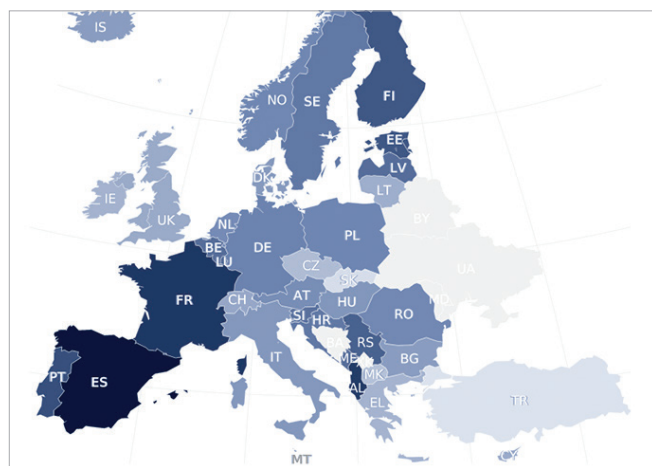 IS
NO
SE
FI
EE
LV
LT
DK
IE
UK
NL
BE
LU
DE
PL
BY
UA
CZ
SK
MD
FR
CH
AT
HU
SI
HR
RO
BA
RS
IT
ME
BG
MK
AL
PT
ES
EL
TR
MT
CY